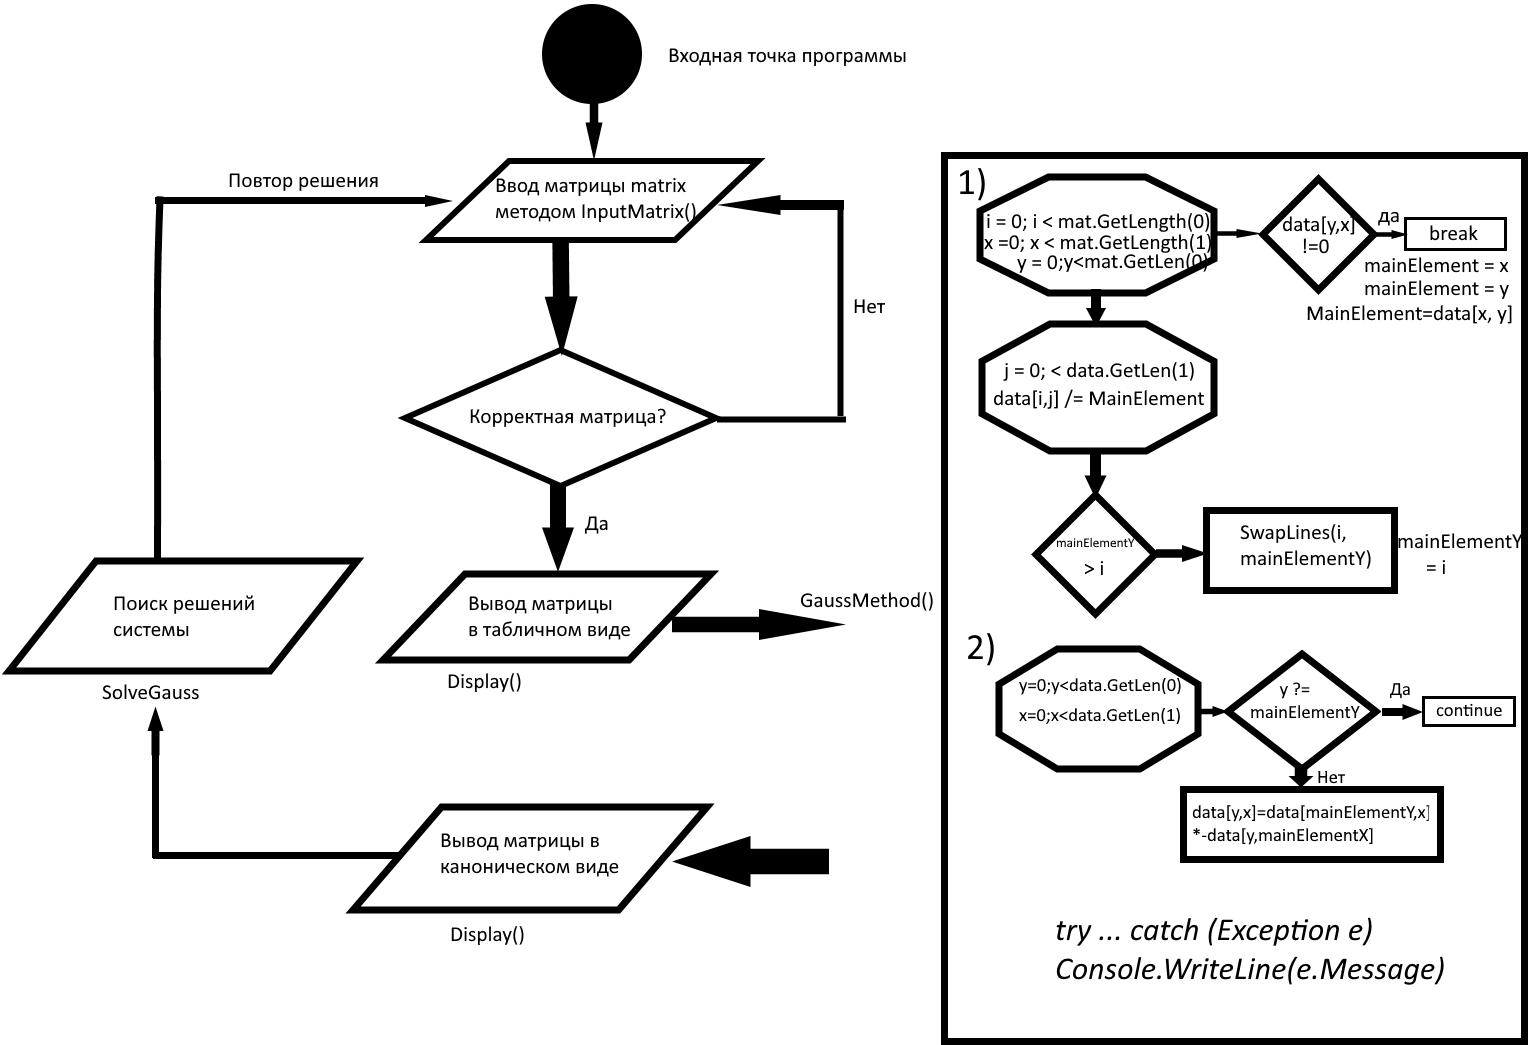 Входная точка программы
Повтор решения
Ввод матрицы matrix
методом InputMatrix()
Нет
Корректная матрица?
Да
Вывод матрицы
в табличном виде
Display()
GaussMethod()
Поиск решений
системы
SolveGauss
Вывод матрицы в
каноническом виде
Display()
1)
i = 0; i < mat.GetLength(0)
x =0; x < mat.GetLength(1)
y = 0;y<mat.GetLen(0)
data[y,x]
!=0
да
break
mainElement = x
mainElement = y
MainElement=data[x, y]
j = 0; < data.GetLen(1)
data[i,j] /= MainElement
mainElementY
> i
SwapLines(i,
mainElementY)
mainElementY
= i
2)
y=0;y<data.GetLen(0)
x=0;x<data.GetLen(1)
y ?=
mainElementY
Да
continue
Нет
data[y,x]=data[mainElementY,x]
*-data[y,mainElementX]
try ... catch (Exception e)
Console.WriteLine(e.Message)